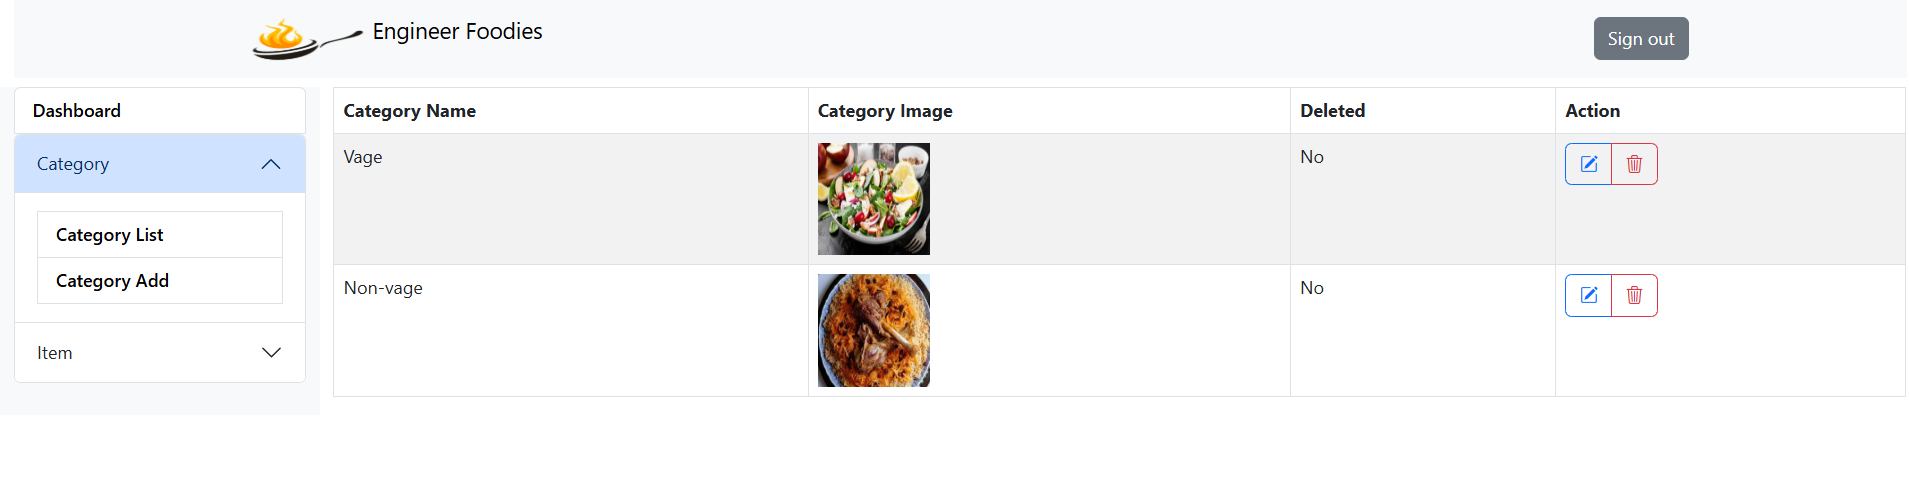 Engineer Foodies
Sign out
Dashboard
Category
Category List
Category Add
Item
Category Name Category Image Deleted Action
Vage No
Non-vage No